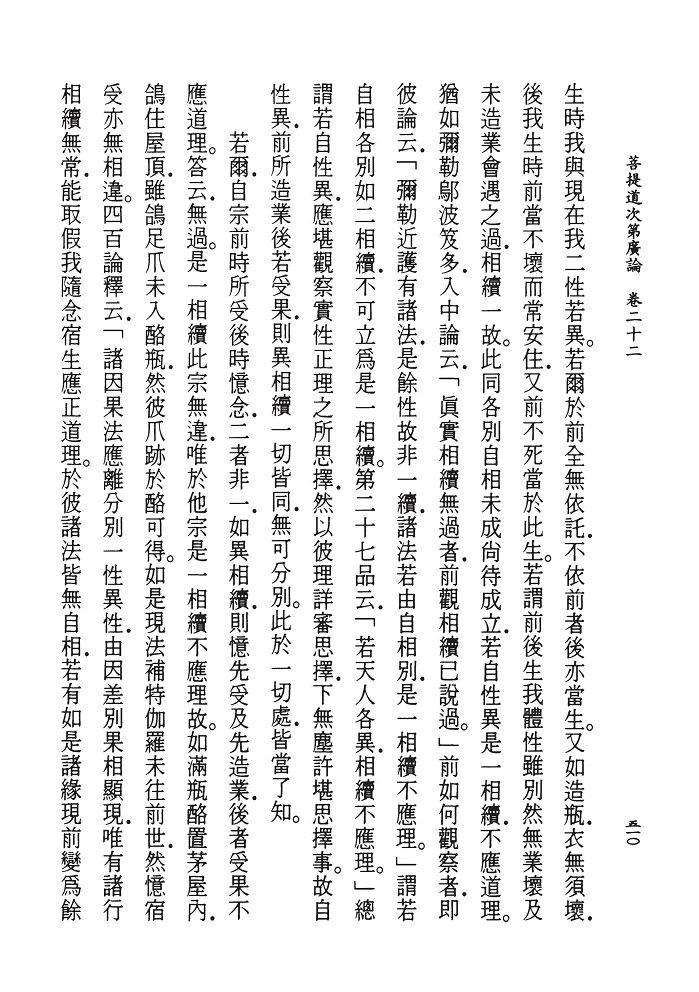 菩提道次第廣論　卷二十二
五一〇
生時我與現在我二性若異。若爾於前全無依託．不依前者後亦當生。又如造瓶．衣無須壞．
後我生時前當不壞而常安住．又前不死當於此生。若謂前後生我體性雖別然無業壞及
未造業會遇之過．相續一故。此同各別自相未成尚待成立．若自性異是一相續．不應道理。
猶如彌勒鄔波笈多．入中論云．「眞實相續無過者．前觀相續已說過。」前如何觀察者．即
彼論云．「彌勒近護有諸法．是餘性故非一續．諸法若由自相別．是一相續不應理。」謂若
自相各別如二相續．不可立爲是一相續。第二十七品云．「若天人各異．相續不應理。」總
謂若自性異．應堪觀察實性正理之所思擇．然以彼理詳審思擇．下無塵許堪思擇事。故自
性異．前所造業後若受果．則異相續一切皆同．無可分別。此於一切處．皆當了知。
若爾．自宗前時所受後時憶念．二者非一．如異相續．則憶先受及先造業．後者受果不
應道理。答云．無過。是一相續此宗無違．唯於他宗是一相續不應理故。如滿瓶酪置茅屋內．
鴿住屋頂．雖鴿足爪未入酪瓶．然彼爪跡於酪可得。如是現法補特伽羅未往前世．然憶宿
受亦無相違。四百論釋云．「諸因果法應離分別一性異性．由因差別果相顯現．唯有諸行
相續無常．能取假我隨念宿生應正道理。於彼諸法皆無自相．若有如是諸緣現前變爲餘